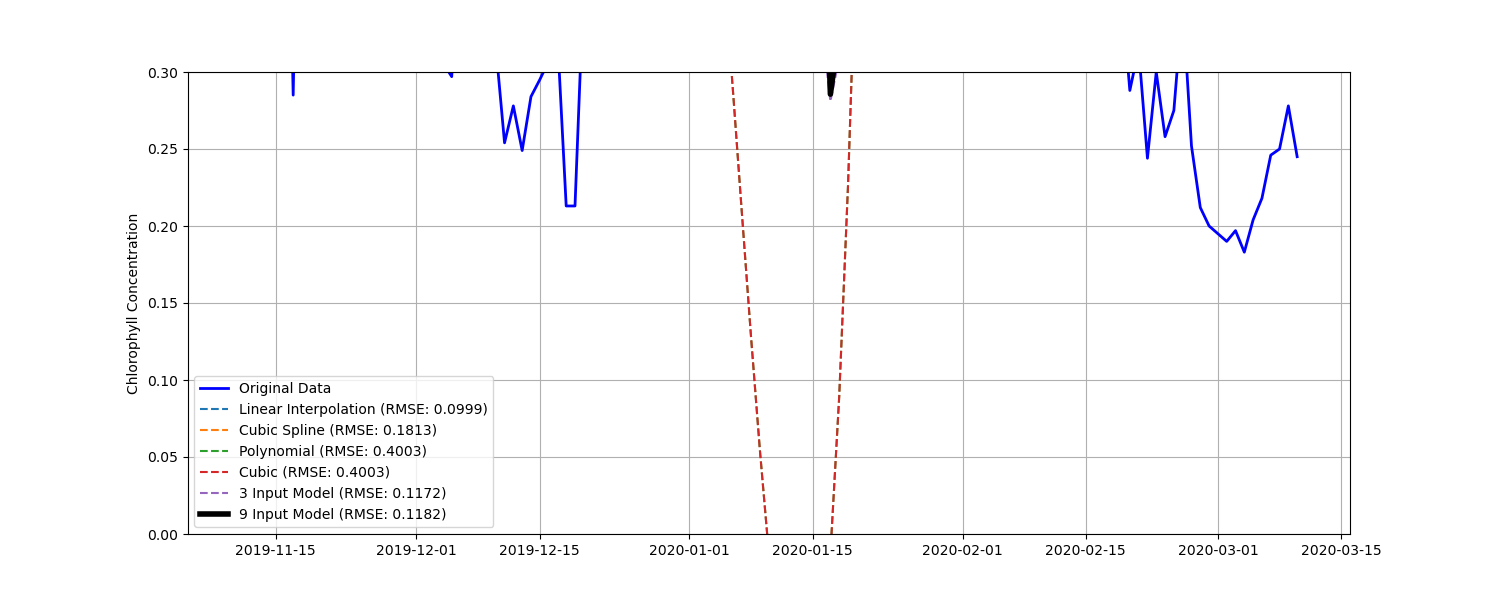 0.30
0.25
0.20
0.15
0.10
0.05
0.00
Chlorophyll Concentration
Original Data
Linear Interpolation (RMSE: 0.0999)
Cubic Spline (RMSE: 0.1813)
Polynomial (RMSE: 0.4003)
Cubic (RMSE: 0.4003)
3 Input Model (RMSE: 0.1172)
9 Input Model (RMSE: 0.1182)
2019-11-15 2019-12-01 2019-12-15 2020-01-01 2020-01-15 2020-02-01 2020-02-15 2020-03-01 2020-03-15